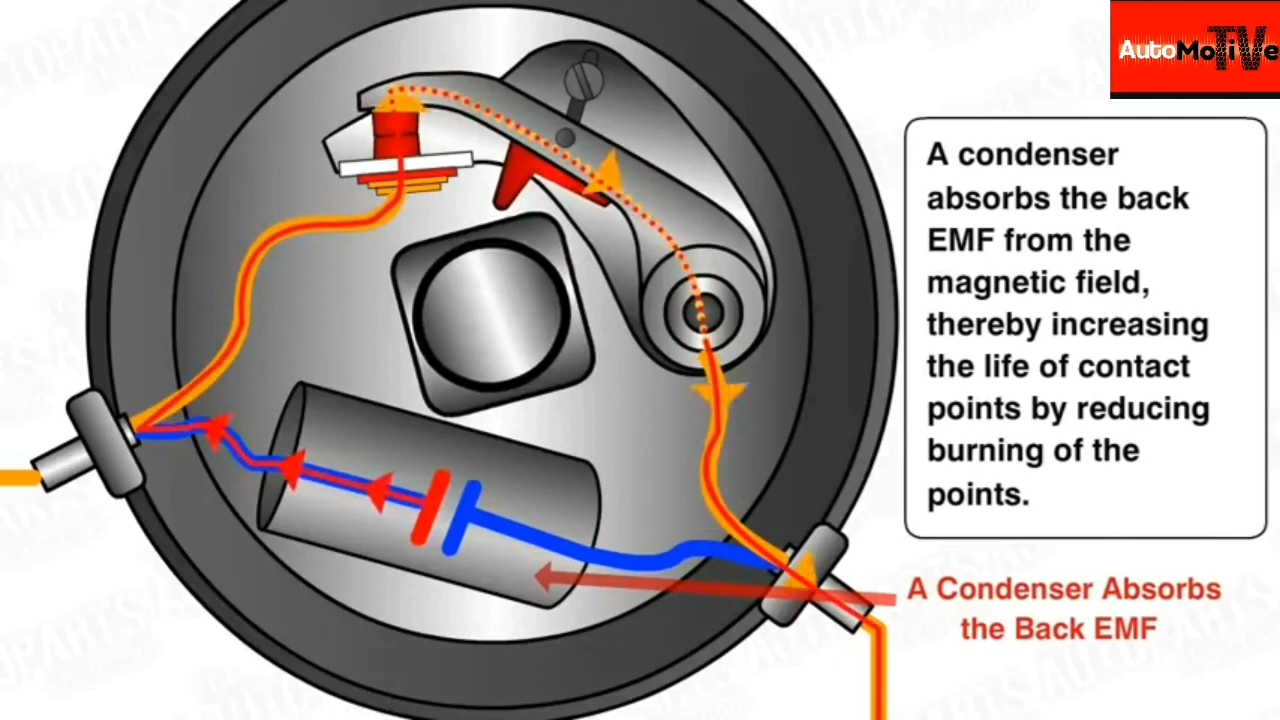 AutoMoTiVe
TV
A condenser
absorbs the back
EMF from the
magnetic field,
thereby increasing
the life of contact
points by reducing
burning of the
points.
A Condenser Absorbs
the Back EMF